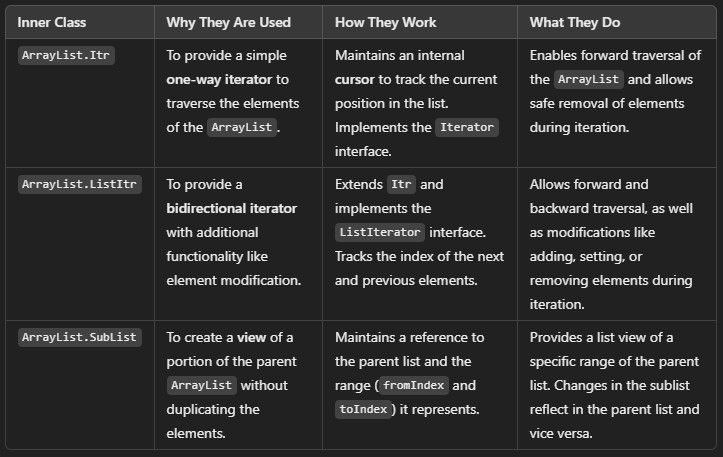 Inner Class
Why They Are Used
How They Work
What They Do
ArrayList.Itr
To provide a simple
one-way iterator to
traverse the elements
of the ArrayList.
Maintains an internal
cursor to track the current
position in the list.
Implements the Iterator
interface.
Enables forward traversal of
the ArrayList and allows
safe removal of elements
during iteration.
ArrayList.ListItr
To provide a
bidirectional iterator
with additional
functionality like
element modification.
Extends Itr and
implements the
ListIterator interface.
Tracks the index of the next
and previous elements.
Allows forward and
backward traversal, as well
as modifications like
adding, setting, or
removing elements during
iteration.
ArrayList.SubList
To create a view of a
portion of the parent
ArrayList without
duplicating the
elements.
Maintains a reference to
the parent list and the
range (fromIndex and
toIndex) it represents.
Provides a list view of a
specific range of the parent
list. Changes in the sublist
reflect in the parent list and
vice versa.